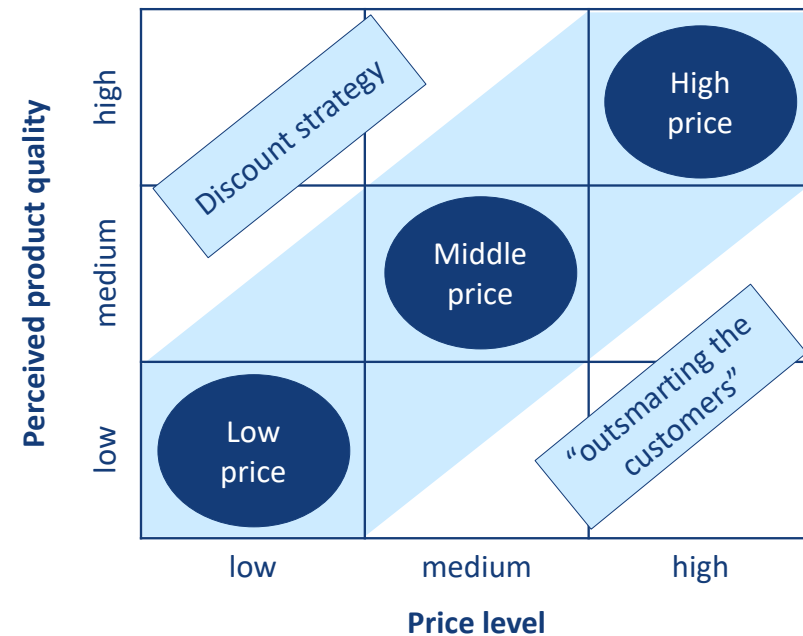 Perceived product quality
high
medium
low
Discount strategy
High
price
Middle
price
Low
price
“outsmarting the
customers”
low
medium
high
Price level